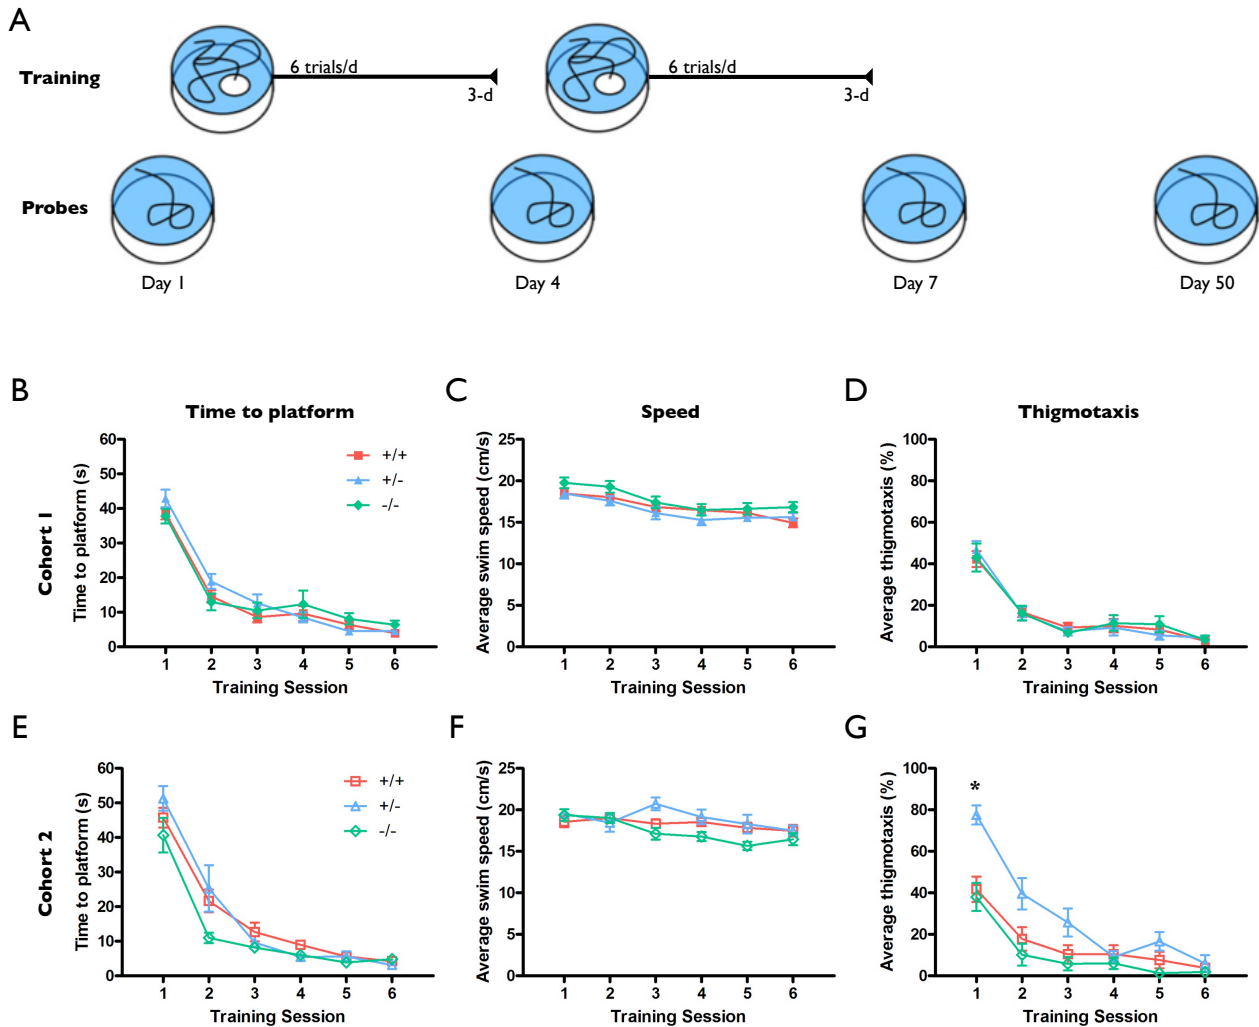 A
Training
6 trials/d
3-d
6 trials/d
3-d
Probes
Day 1
Day 4
Day 7
Day 50
B
Time to platform
C
Speed
D
Thigmotaxis
Cohort 1
Time to platform (s)
60
50
40
30
20
10
0
+/+
+/-
-/-
1 2 3 4 5 6
Training Session
Average swim speed (cm/s)
25
20
15
10
5
0
1 2 3 4 5 6
Training Session
Average thigmotaxis (%)
100
80
60
40
20
0
1 2 3 4 5 6
Training Session
E
F
G
Cohort 2
Time to platform (s)
60
50
40
30
20
10
0
+/+
+/-
-/-
1 2 3 4 5 6
Training Session
Average swim speed (cm/s)
25
20
15
10
5
0
1 2 3 4 5 6
Training Session
Average thigmotaxis (%)
100
80
60
40
20
0
*
1 2 3 4 5 6
Training Session